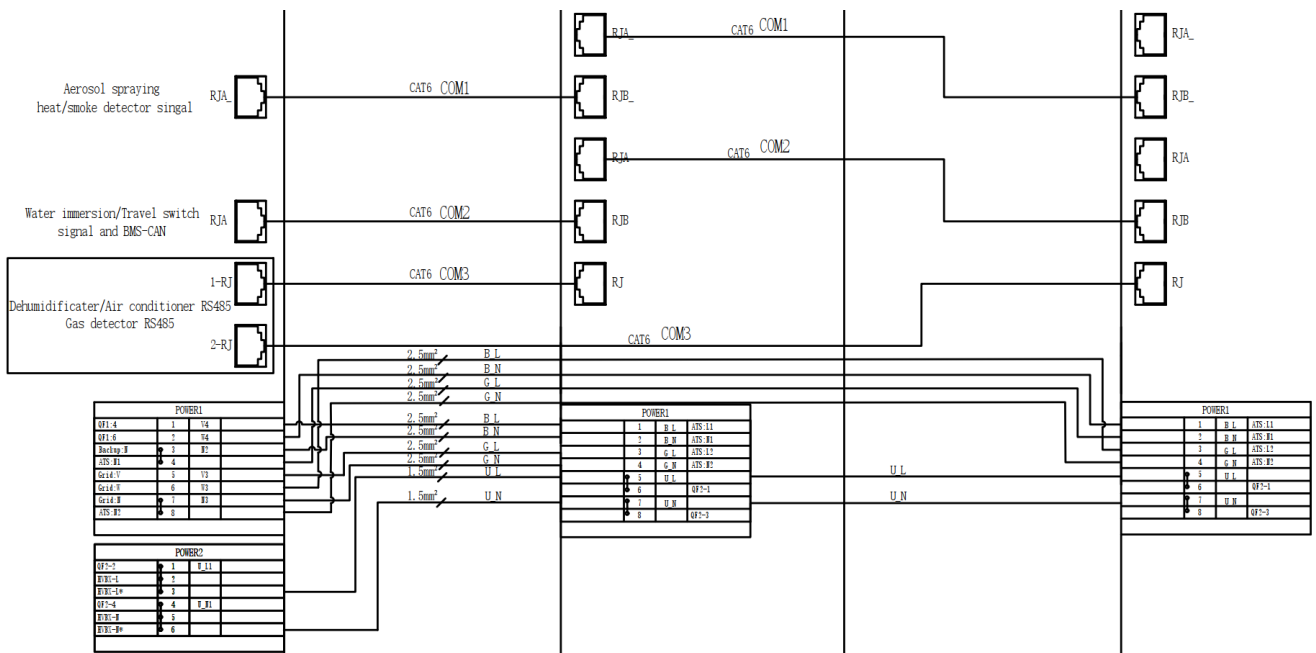 RJA_
CAT6 COM1
RJA_
Aerosol spraying
heat/smoke detector singal
RJA_
CAT6 COM1
RJB_
RJB_
RJA
CAT6 COM2
RJA
Water immersion/Travel switch
signal and BMS-CAN
RJA
CAT6 COM2
RJB
RJB
1-RJ
CAT6 COM3
RJ
RJ
Dehumidificater/Air conditioner RS485
Gas detector RS485
2-RJ
CAT6 COM3
2.5mm² B_L
2.5mm² B_N
2.5mm² G_L
2.5mm² G_N
2.5mm² B_L
2.5mm² B_N
2.5mm² G_L
2.5mm² G_N
1.5mm² U_L
1.5mm² U_N
U_L
U_N
POWER1
QF1:4 1 V4
QF1:6 2 W4
Backup:N 3 N2
ATS:N1 4
Grid:V 5 V3
Grid:W 6 W3
Grid:N 7 N3
ATS:N2 8
POWER2
QF2-2 1 U_L1
2
3
QF2-4 4 U_N1
5
6
POWER1
1 B_L ATS:L1
2 B_N ATS:N1
3 G_L ATS:L2
4 G_N ATS:N2
5 U_L
6 QF2-1
7 U_N
8 QF2-3
POWER1
1 B_L ATS:L1
2 B_N ATS:N1
3 G_L ATS:L2
4 G_N ATS:N2
5 U_L
6 QF2-1
7 U_N
8 QF2-3